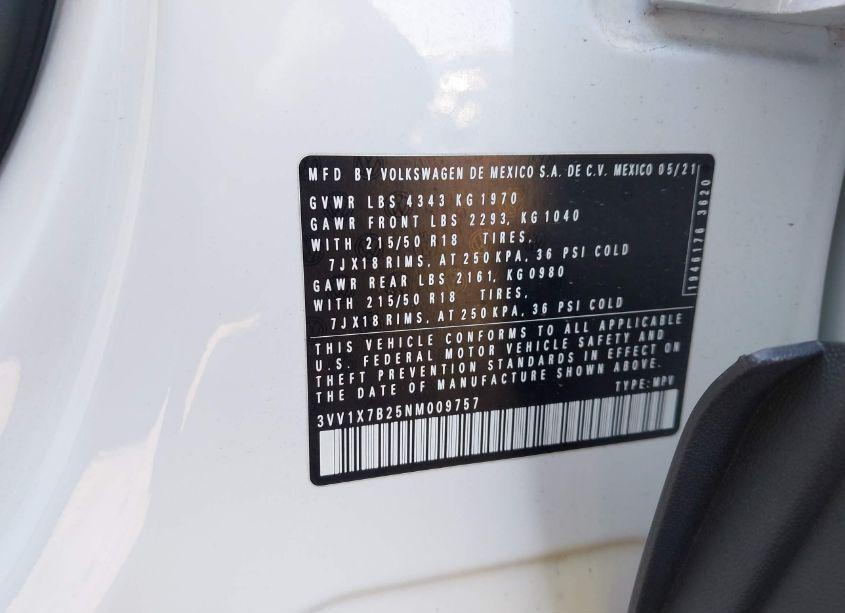 MFD BY VOLKSWAGEN DE MEXICO S.A. DE C.V. MEXICO 05/21
GVWR LBS 4343 KG 1970
GAWR FRONT LBS 2293, KG 1040
WITH 215/50 R18 TIRES,
7JX18 RIMS, AT 250 KPA, 36 PSI COLD
GAWR REAR LBS 2161, KG 0980
WITH 215/50 R18 TIRES,
7JX18 RIMS, AT 250 KPA, 36 PSI COLD
1946176 3620
THIS VEHICLE CONFORMS TO ALL APPLICABLE
U.S. FEDERAL MOTOR VEHICLE SAFETY AND
THEFT PREVENTION STANDARDS IN EFFECT ON
THE DATE OF MANUFACTURE SHOWN ABOVE.
3VV1X7B25NM009757 TYPE: MPV